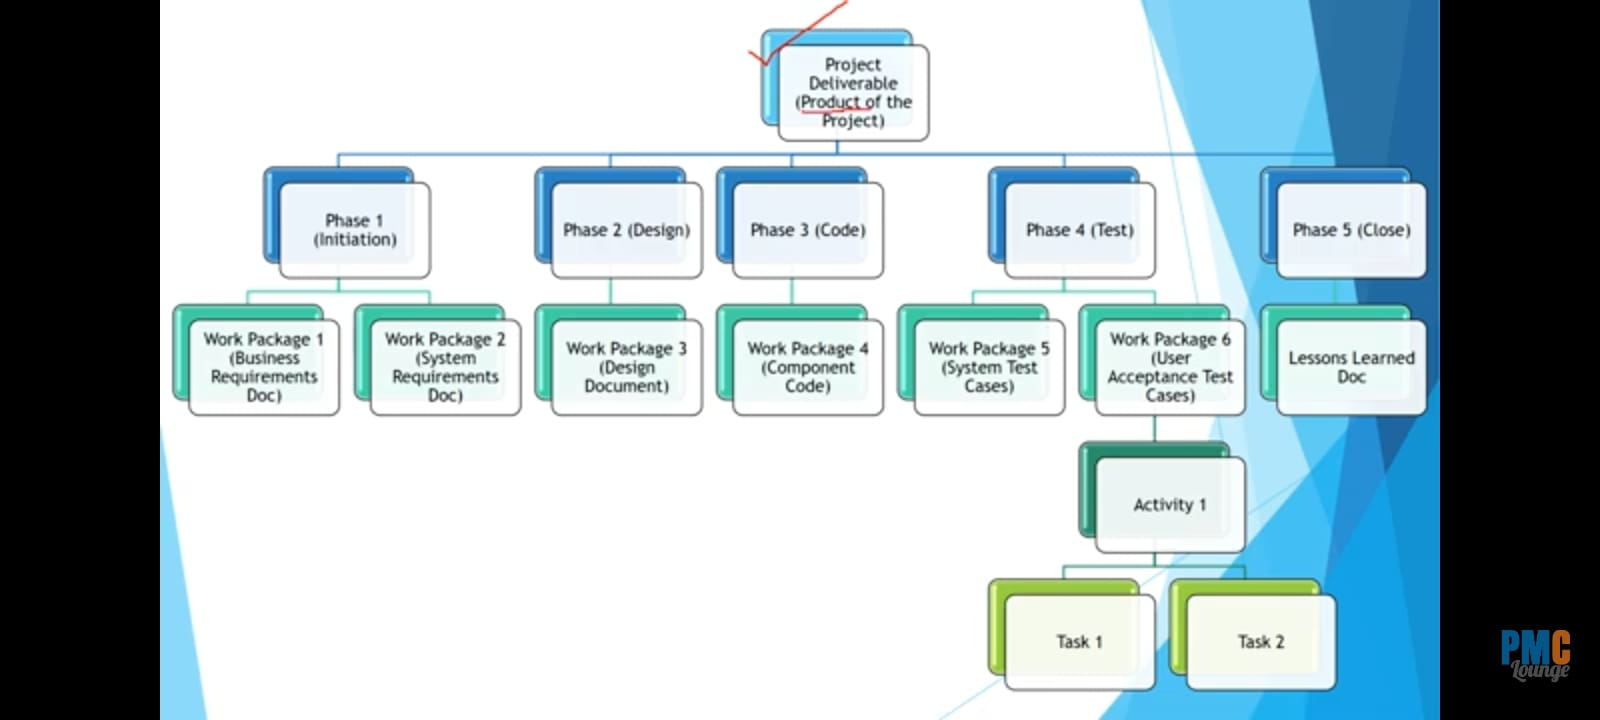 Project
Deliverable
(Product of the
Project)
Phase 1
(Initiation)
Phase 2 (Design)
Phase 3 (Code)
Phase 4 (Test)
Phase 5 (Close)
Work Package 1
(Business
Requirements
Doc)
Work Package 2
(System
Requirements
Doc)
Work Package 3
(Design
Document)
Work Package 4
(Component
Code)
Work Package 5
(System Test
Cases)
Work Package 6
(User
Acceptance Test
Cases)
Lessons Learned
Doc
Activity 1
Task 1
Task 2
PMC
Lounge